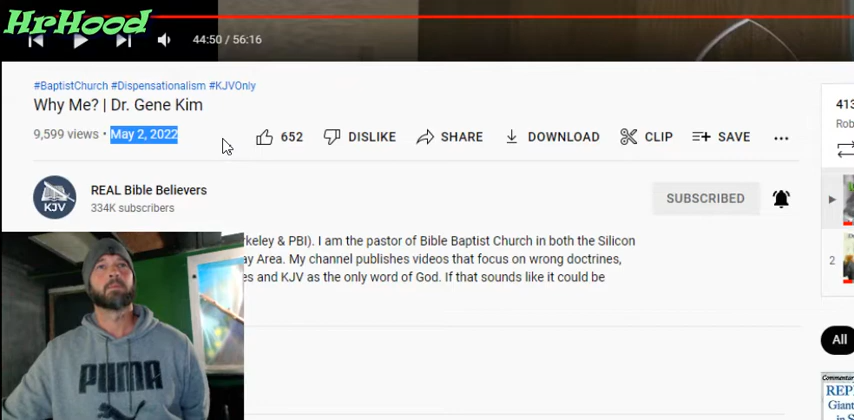 HrHood
44:50 / 56:16
#BaptistChurch #Dispensationalism #KJVOnly
Why Me? | Dr. Gene Kim
9,599 views • May 2, 2022
652 DISLIKE SHARE DOWNLOAD CLIP SAVE ...
KJV
REAL Bible Believers
334K subscribers
SUBSCRIBED
rkeley & PBI). I am the pastor of Bible Baptist Church in both the Silicon
ay Area. My channel publishes videos that focus on wrong doctrines,
es and KJV as the only word of God. If that sounds like it could be
PUMA
413
Rob
2
All
Commentar
REP
Giant
in S